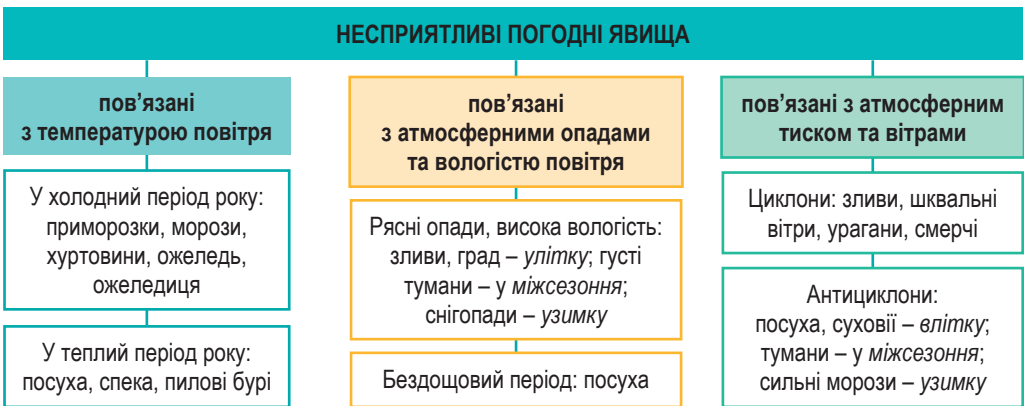 НЕСПРИЯТЛИВІ ПОГОДНІ ЯВИЩА
пов’язані
з температурою повітря
У холодний період року:
приморозки, морози,
хуртовини, ожеледь,
ожеледиця
У теплий період року:
посуха, спека, пилові бурі
пов’язані
з атмосферними опадами
та вологістю повітря
Рясні опади, висока вологість:
зливи, град – улітку; густі
тумани – у міжсезоння;
снігопади – узимку
Бездощовий період: посуха
пов’язані з атмосферним
тиском та вітрами
Циклони: зливи, шквальні
вітри, урагани, смерчі
Антициклони:
посуха, суховії – влітку;
тумани – у міжсезоння;
сильні морози – узимку